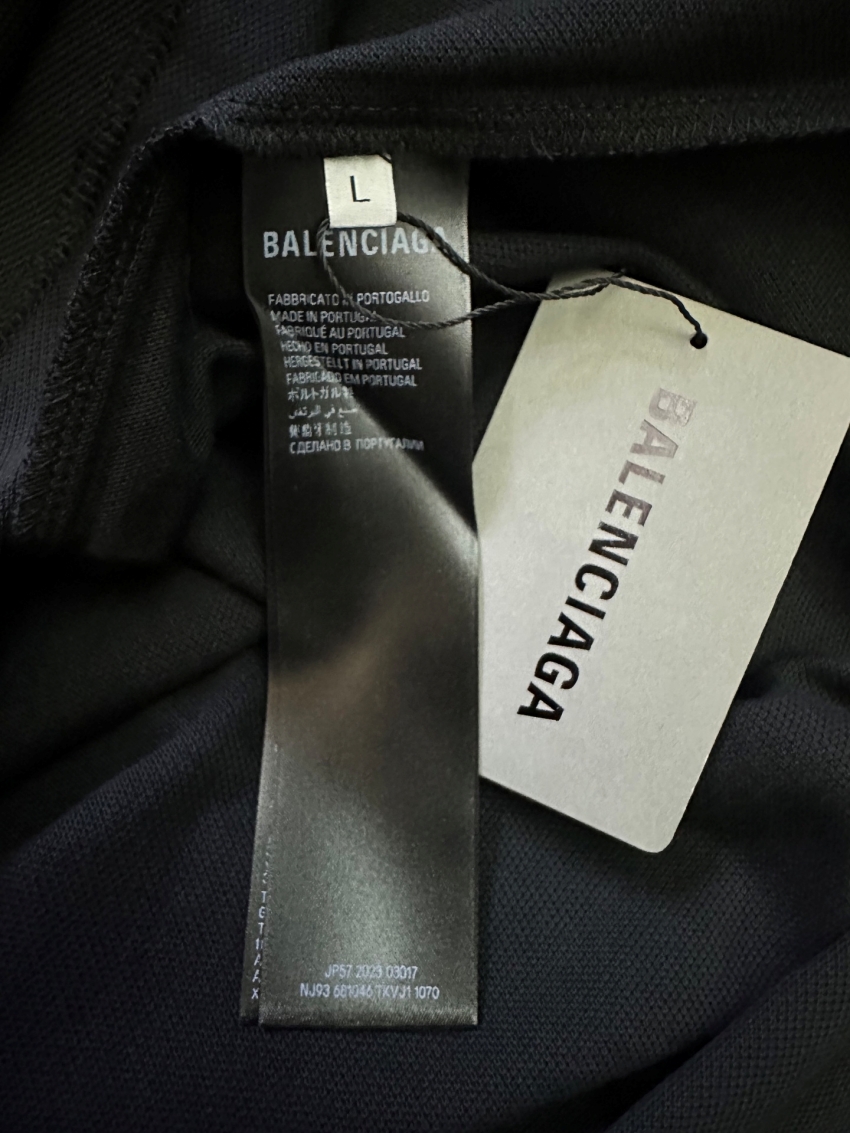 L
BALENCIAGA
FABBRICATO IN PORTOGALLO
MADE IN PORTUGAL
FABRIQUÉ AU PORTUGAL
HECHO EN PORTUGAL
HERGESTELLT IN PORTUGAL
FABRICADO EM PORTUGAL
ポルトガル製
صنع في البرتغال
葡萄牙制造
СДЕЛАНО В ПОРТУГАЛИИ
JP57 2023 03017
NJ93 681046 TKVJ1 1070
BALENCIAGA